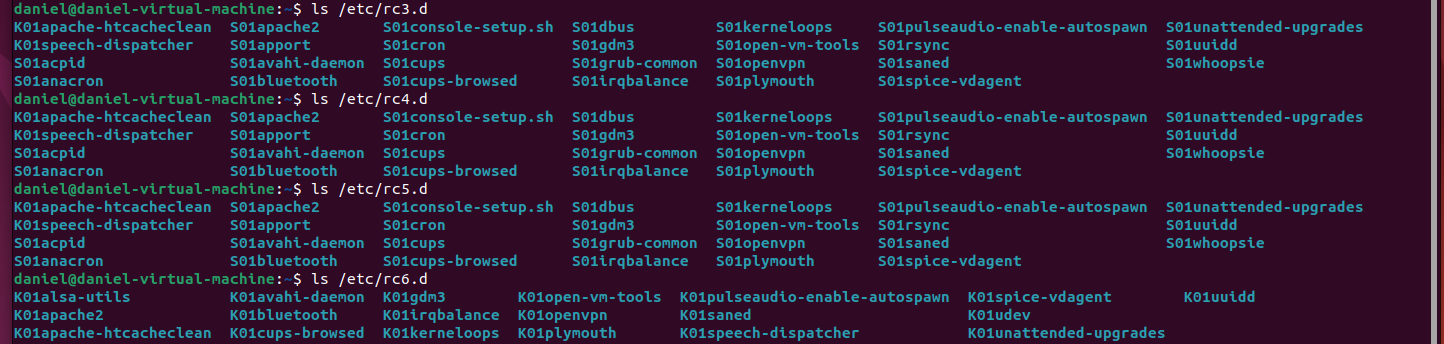 daniel@daniel-virtual-machine:~$ ls /etc/rc3.d
K01apache-htcacheclean  S01apache2       S01console-setup.sh  S01dbus         S01kerneloops      S01pulseaudio-enable-autospawn  S01unattended-upgrades
K01speech-dispatcher    S01apport        S01cron              S01gdm3         S01open-vm-tools   S01rsync                        S01uuidd
S01acpid                S01avahi-daemon  S01cups              S01grub-common  S01openvpn         S01saned                        S01whoopsie
S01anacron              S01bluetooth     S01cups-browsed      S01irqbalance   S01plymouth        S01spice-vdagent
daniel@daniel-virtual-machine:~$ ls /etc/rc4.d
K01apache-htcacheclean  S01apache2       S01console-setup.sh  S01dbus         S01kerneloops      S01pulseaudio-enable-autospawn  S01unattended-upgrades
K01speech-dispatcher    S01apport        S01cron              S01gdm3         S01open-vm-tools   S01rsync                        S01uuidd
S01acpid                S01avahi-daemon  S01cups              S01grub-common  S01openvpn         S01saned                        S01whoopsie
S01anacron              S01bluetooth     S01cups-browsed      S01irqbalance   S01plymouth        S01spice-vdagent
daniel@daniel-virtual-machine:~$ ls /etc/rc5.d
K01apache-htcacheclean  S01apache2       S01console-setup.sh  S01dbus         S01kerneloops      S01pulseaudio-enable-autospawn  S01unattended-upgrades
K01speech-dispatcher    S01apport        S01cron              S01gdm3         S01open-vm-tools   S01rsync                        S01uuidd
S01acpid                S01avahi-daemon  S01cups              S01grub-common  S01openvpn         S01saned                        S01whoopsie
S01anacron              S01bluetooth     S01cups-browsed      S01irqbalance   S01plymouth        S01spice-vdagent
daniel@daniel-virtual-machine:~$ ls /etc/rc6.d
K01alsa-utils           K01avahi-daemon  K01gdm3         K01open-vm-tools  K01pulseaudio-enable-autospawn  K01spice-vdagent        K01uuidd
K01apache2              K01bluetooth     K01irqbalance   K01openvpn        K01saned                        K01udev
K01apache-htcacheclean  K01cups-browsed  K01kerneloops   K01plymouth       K01speech-dispatcher            K01unattended-upgrades